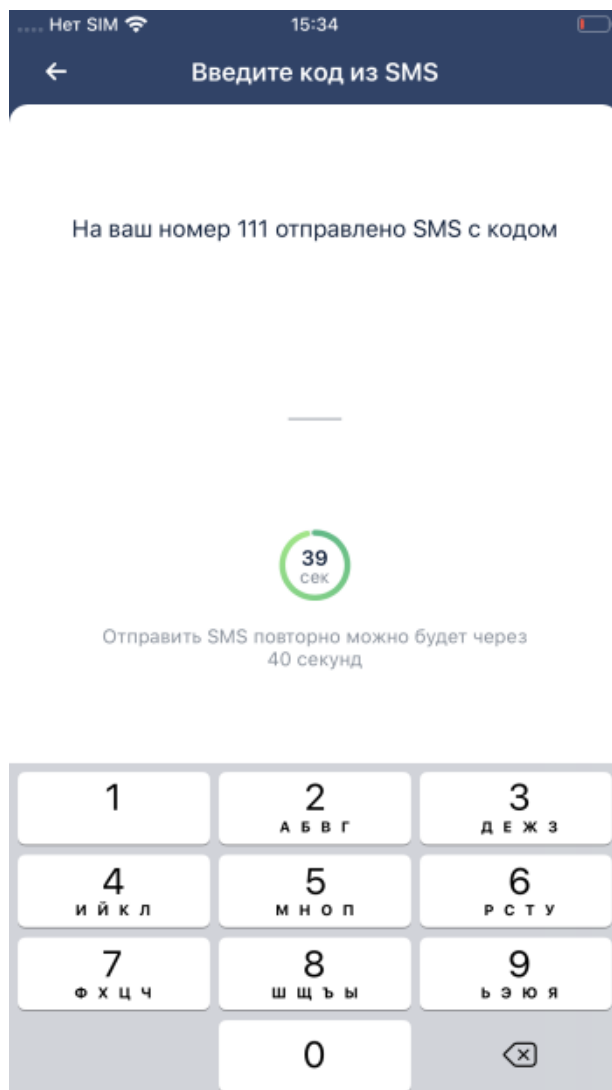 .... Нет SIM 15:34
Введите код из SMS
На ваш номер 111 отправлено SMS с кодом
39
сек
Отправить SMS повторно можно будет через
40 секунд
1 2 3
А Б В Г Д Е Ж З
4 5 6
И Й К Л М Н О П Р С Т У
7 8 9
Ф Х Ц Ч Ш Щ Ъ Ы Ь Э Ю Я
0